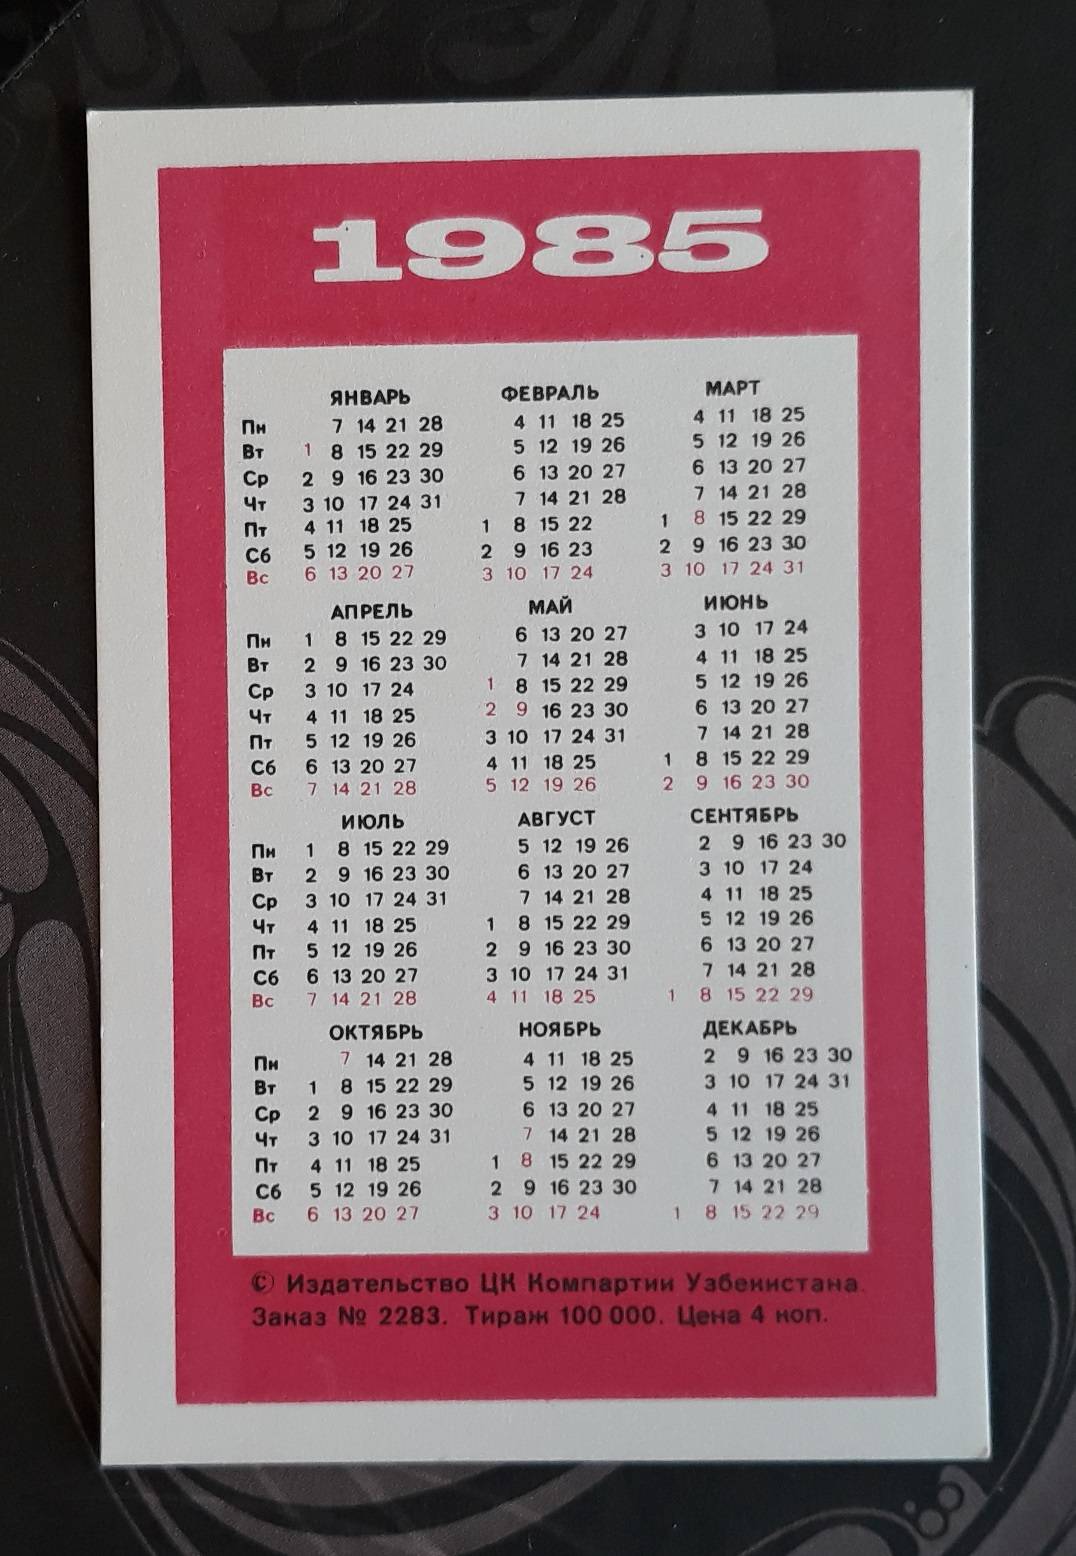 1985
ЯНВАРЬ ФЕВРАЛЬ МАРТ
Пн 7 14 21 28 4 11 18 25 4 11 18 25
Вт 1 8 15 22 29 5 12 19 26 5 12 19 26
Ср 2 9 16 23 30 6 13 20 27 6 13 20 27
Чт 3 10 17 24 31 7 14 21 28 7 14 21 28
Пт 4 11 18 25 1 8 15 22 1 8 15 22 29
Сб 5 12 19 26 2 9 16 23 2 9 16 23 30
Вс 6 13 20 27 3 10 17 24 3 10 17 24 31
АПРЕЛЬ МАЙ ИЮНЬ
Пн 1 8 15 22 29 6 13 20 27 3 10 17 24
Вт 2 9 16 23 30 7 14 21 28 4 11 18 25
Ср 3 10 17 24 1 8 15 22 29 5 12 19 26
Чт 4 11 18 25 2 9 16 23 30 6 13 20 27
Пт 5 12 19 26 3 10 17 24 31 7 14 21 28
Сб 6 13 20 27 4 11 18 25 1 8 15 22 29
Вс 7 14 21 28 5 12 19 26 2 9 16 23 30
ИЮЛЬ АВГУСТ СЕНТЯБРЬ
Пн 1 8 15 22 29 5 12 19 26 2 9 16 23 30
Вт 2 9 16 23 30 6 13 20 27 3 10 17 24
Ср 3 10 17 24 31 7 14 21 28 4 11 18 25
Чт 4 11 18 25 1 8 15 22 29 5 12 19 26
Пт 5 12 19 26 2 9 16 23 30 6 13 20 27
Сб 6 13 20 27 3 10 17 24 31 7 14 21 28
Вс 7 14 21 28 4 11 18 25 1 8 15 22 29
ОКТЯБРЬ НОЯБРЬ ДЕКАБРЬ
Пн 7 14 21 28 4 11 18 25 2 9 16 23 30
Вт 1 8 15 22 29 5 12 19 26 3 10 17 24 31
Ср 2 9 16 23 30 6 13 20 27 4 11 18 25
Чт 3 10 17 24 31 7 14 21 28 5 12 19 26
Пт 4 11 18 25 1 8 15 22 29 6 13 20 27
Сб 5 12 19 26 2 9 16 23 30 7 14 21 28
Вс 6 13 20 27 3 10 17 24 1 8 15 22 29
© Издательство ЦК Компартии Узбекистана.
Заказ № 2283. Тираж 100 000. Цена 4 коп.